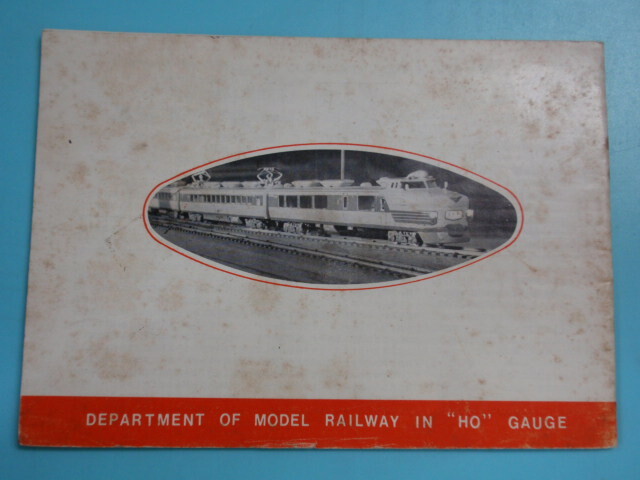 DEPARTMENT OF MODEL RAILWAY IN "HO" GAUGE